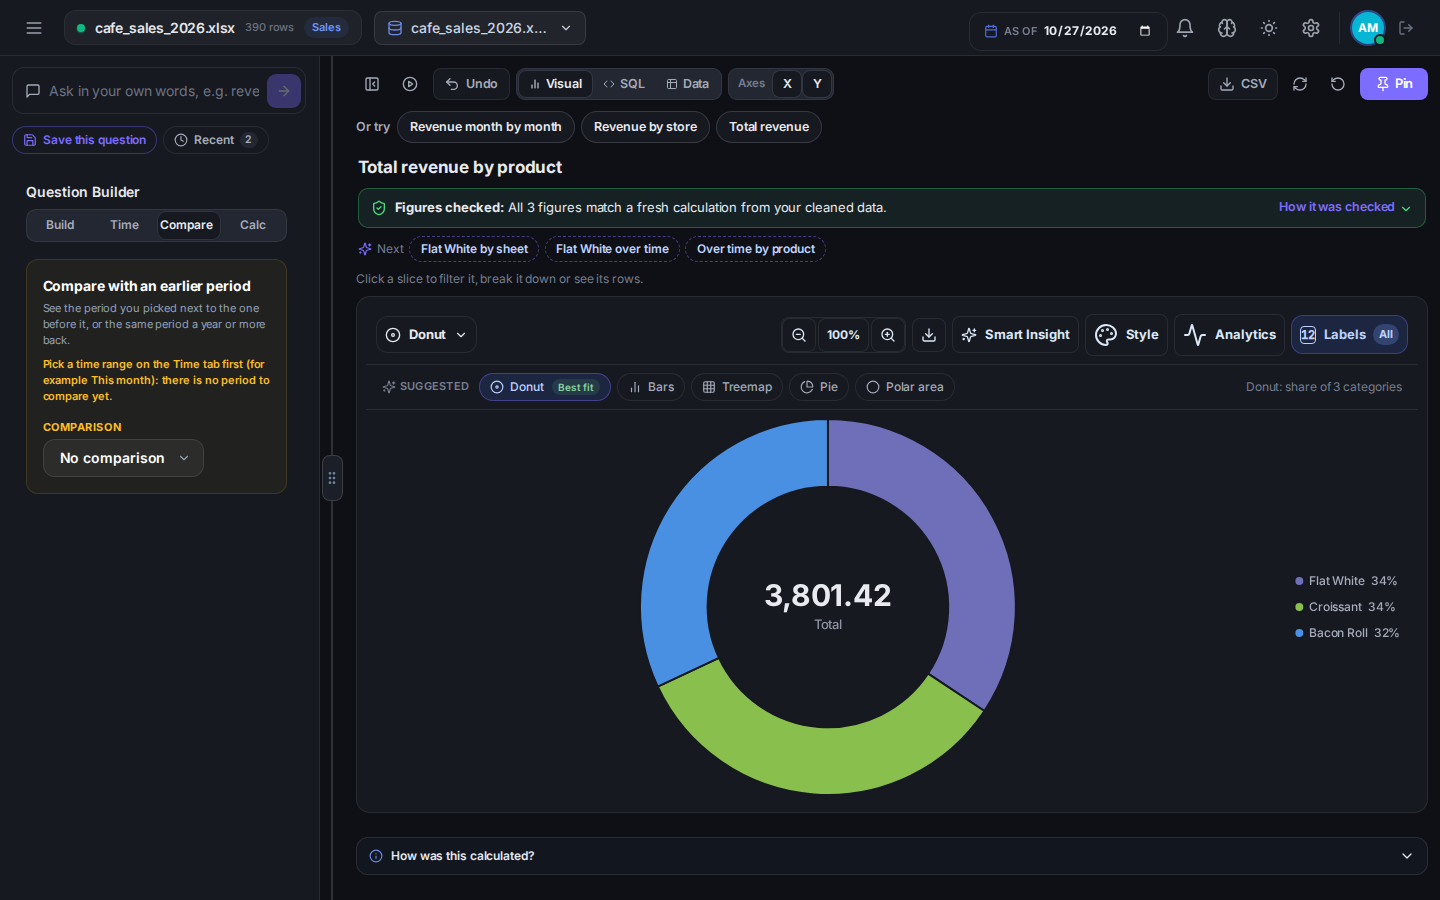 cafe_sales_2026.xlsx 390 rows Sales cafe_sales_2026.x... AS OF 10/27/2026 AM
Ask in your own words, e.g. reve
Save this question Recent 2
Question Builder
Build Time Compare Calc
Compare with an earlier period
See the period you picked next to the one
before it, or the same period a year or more
back.
Pick a time range on the Time tab first (for
example This month): there is no period to
compare yet.
COMPARISON
No comparison
Undo Visual SQL Data Axes X Y CSV Pin
Or try Revenue month by month Revenue by store Total revenue
Total revenue by product
Figures checked: All 3 figures match a fresh calculation from your cleaned data. How it was checked
Next Flat White by sheet Flat White over time Over time by product
Click a slice to filter it, break it down or see its rows.
Donut 100% Smart Insight Style Analytics 12 Labels All
SUGGESTED Donut Best fit Bars Treemap Pie Polar area Donut: share of 3 categories
3,801.42
Total
Flat White 34%
Croissant 34%
Bacon Roll 32%
How was this calculated?